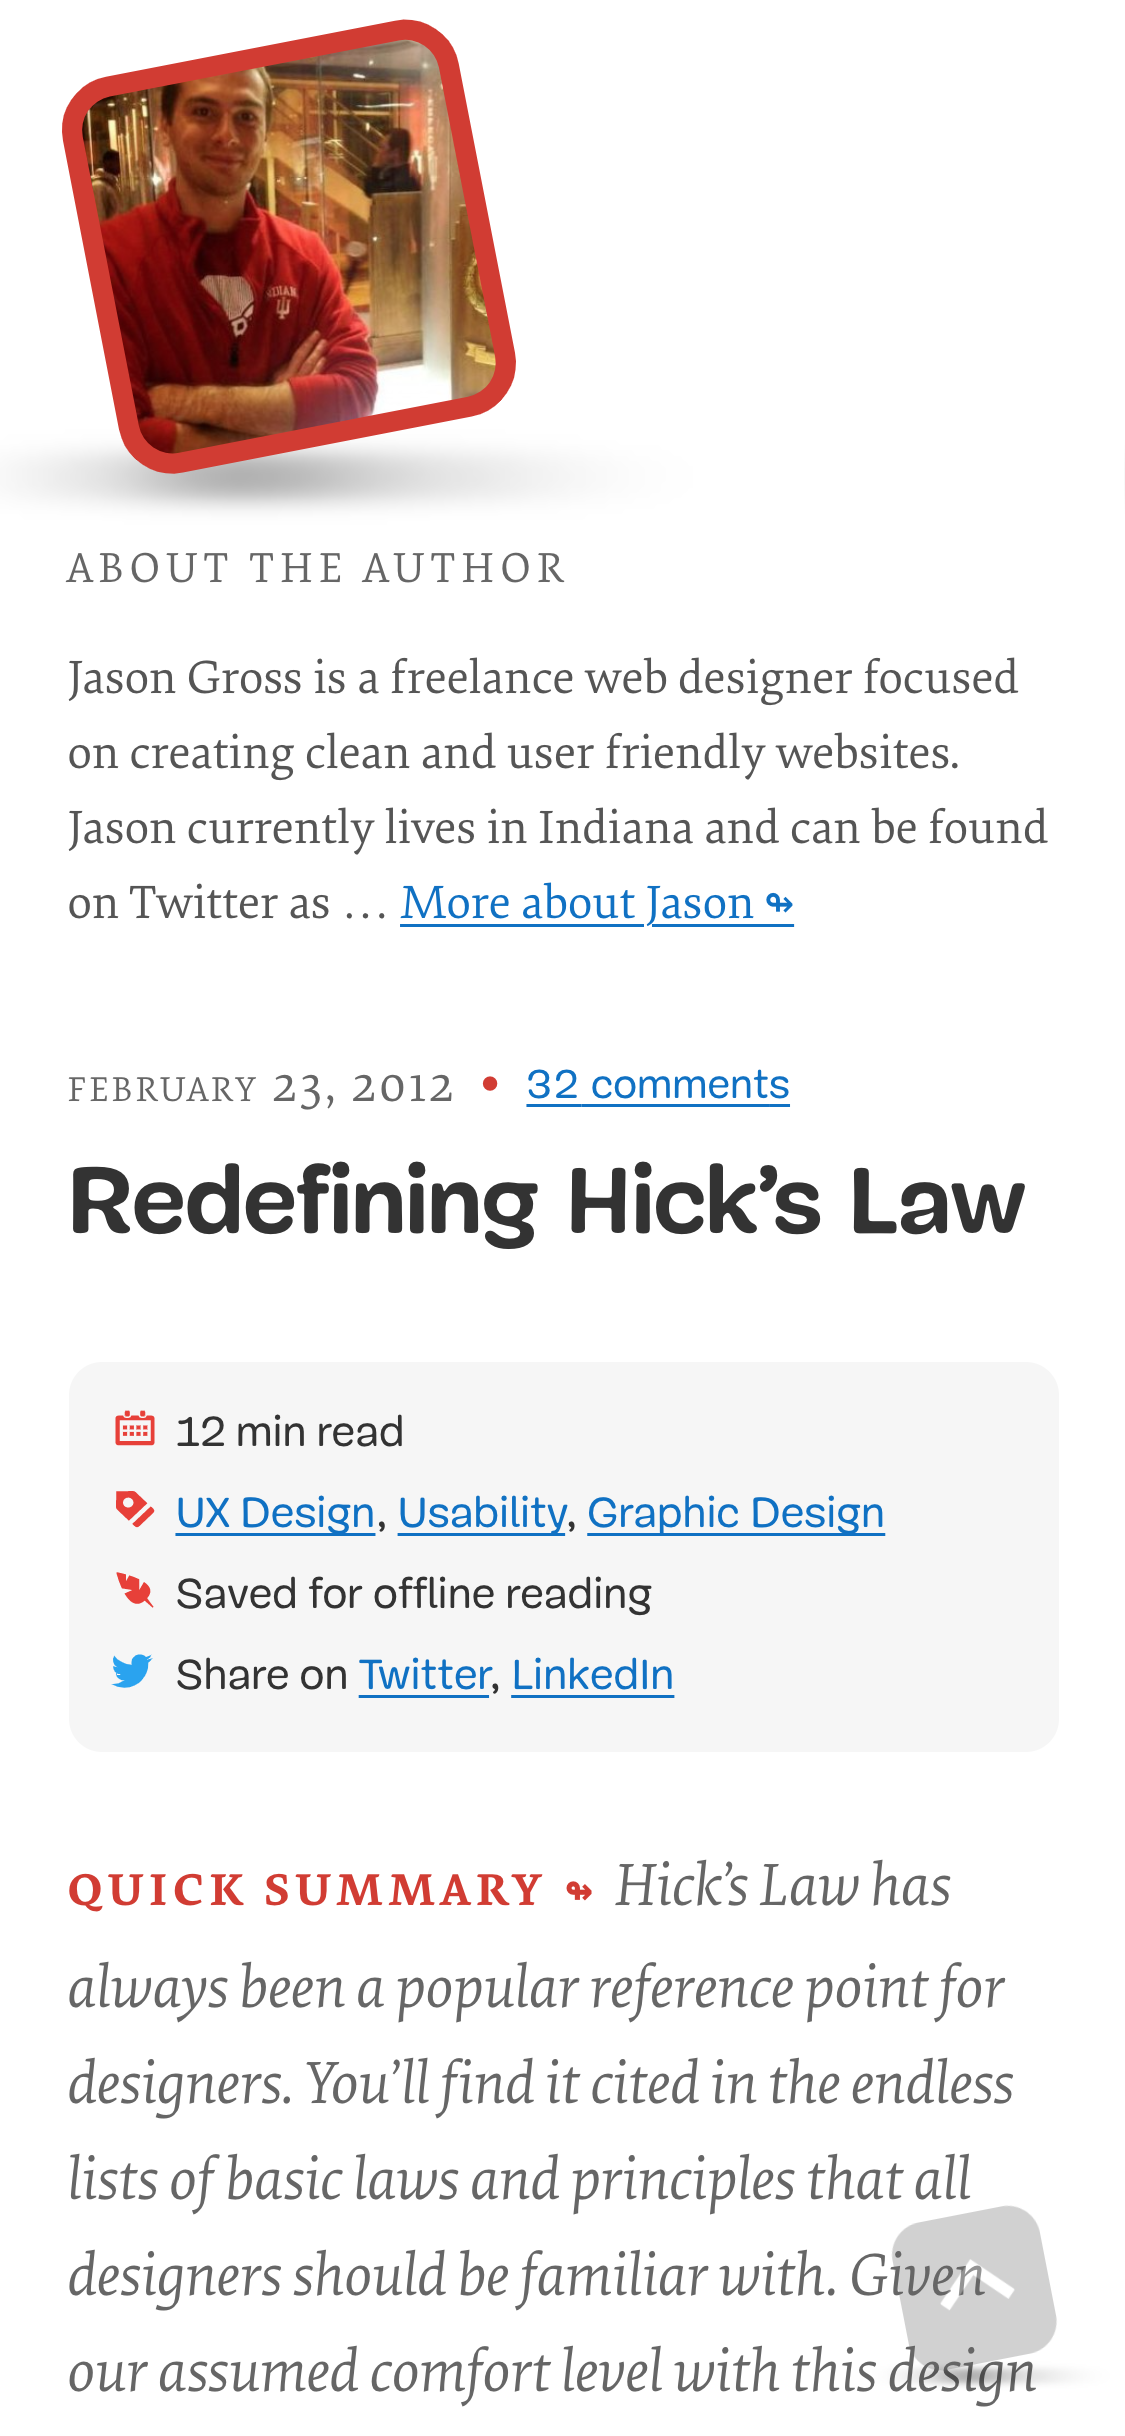 INDIANA
ABOUT THE AUTHOR
Jason Gross is a freelance web designer focused
on creating clean and user friendly websites.
Jason currently lives in Indiana and can be found
on Twitter as … More about Jason ↬
FEBRUARY 23, 2012 • 32 comments
Redefining Hick’s Law
12 min read
UX Design, Usability, Graphic Design
Saved for offline reading
Share on Twitter, LinkedIn
QUICK SUMMARY ↬ Hick’s Law has
always been a popular reference point for
designers. You’ll find it cited in the endless
lists of basic laws and principles that all
designers should be familiar with. Given
our assumed comfort level with this design